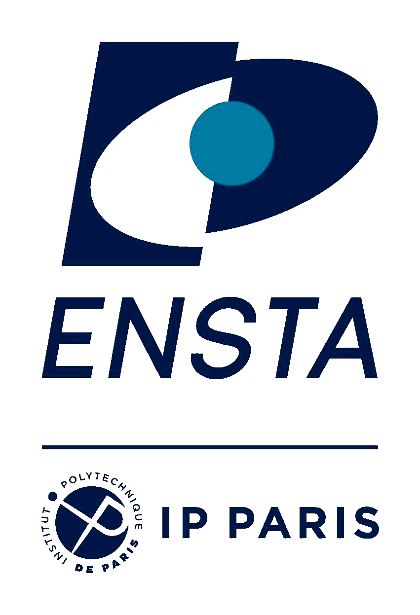 ENSTA
INSTITUT POLYTECHNIQUE DE PARIS
IP PARIS